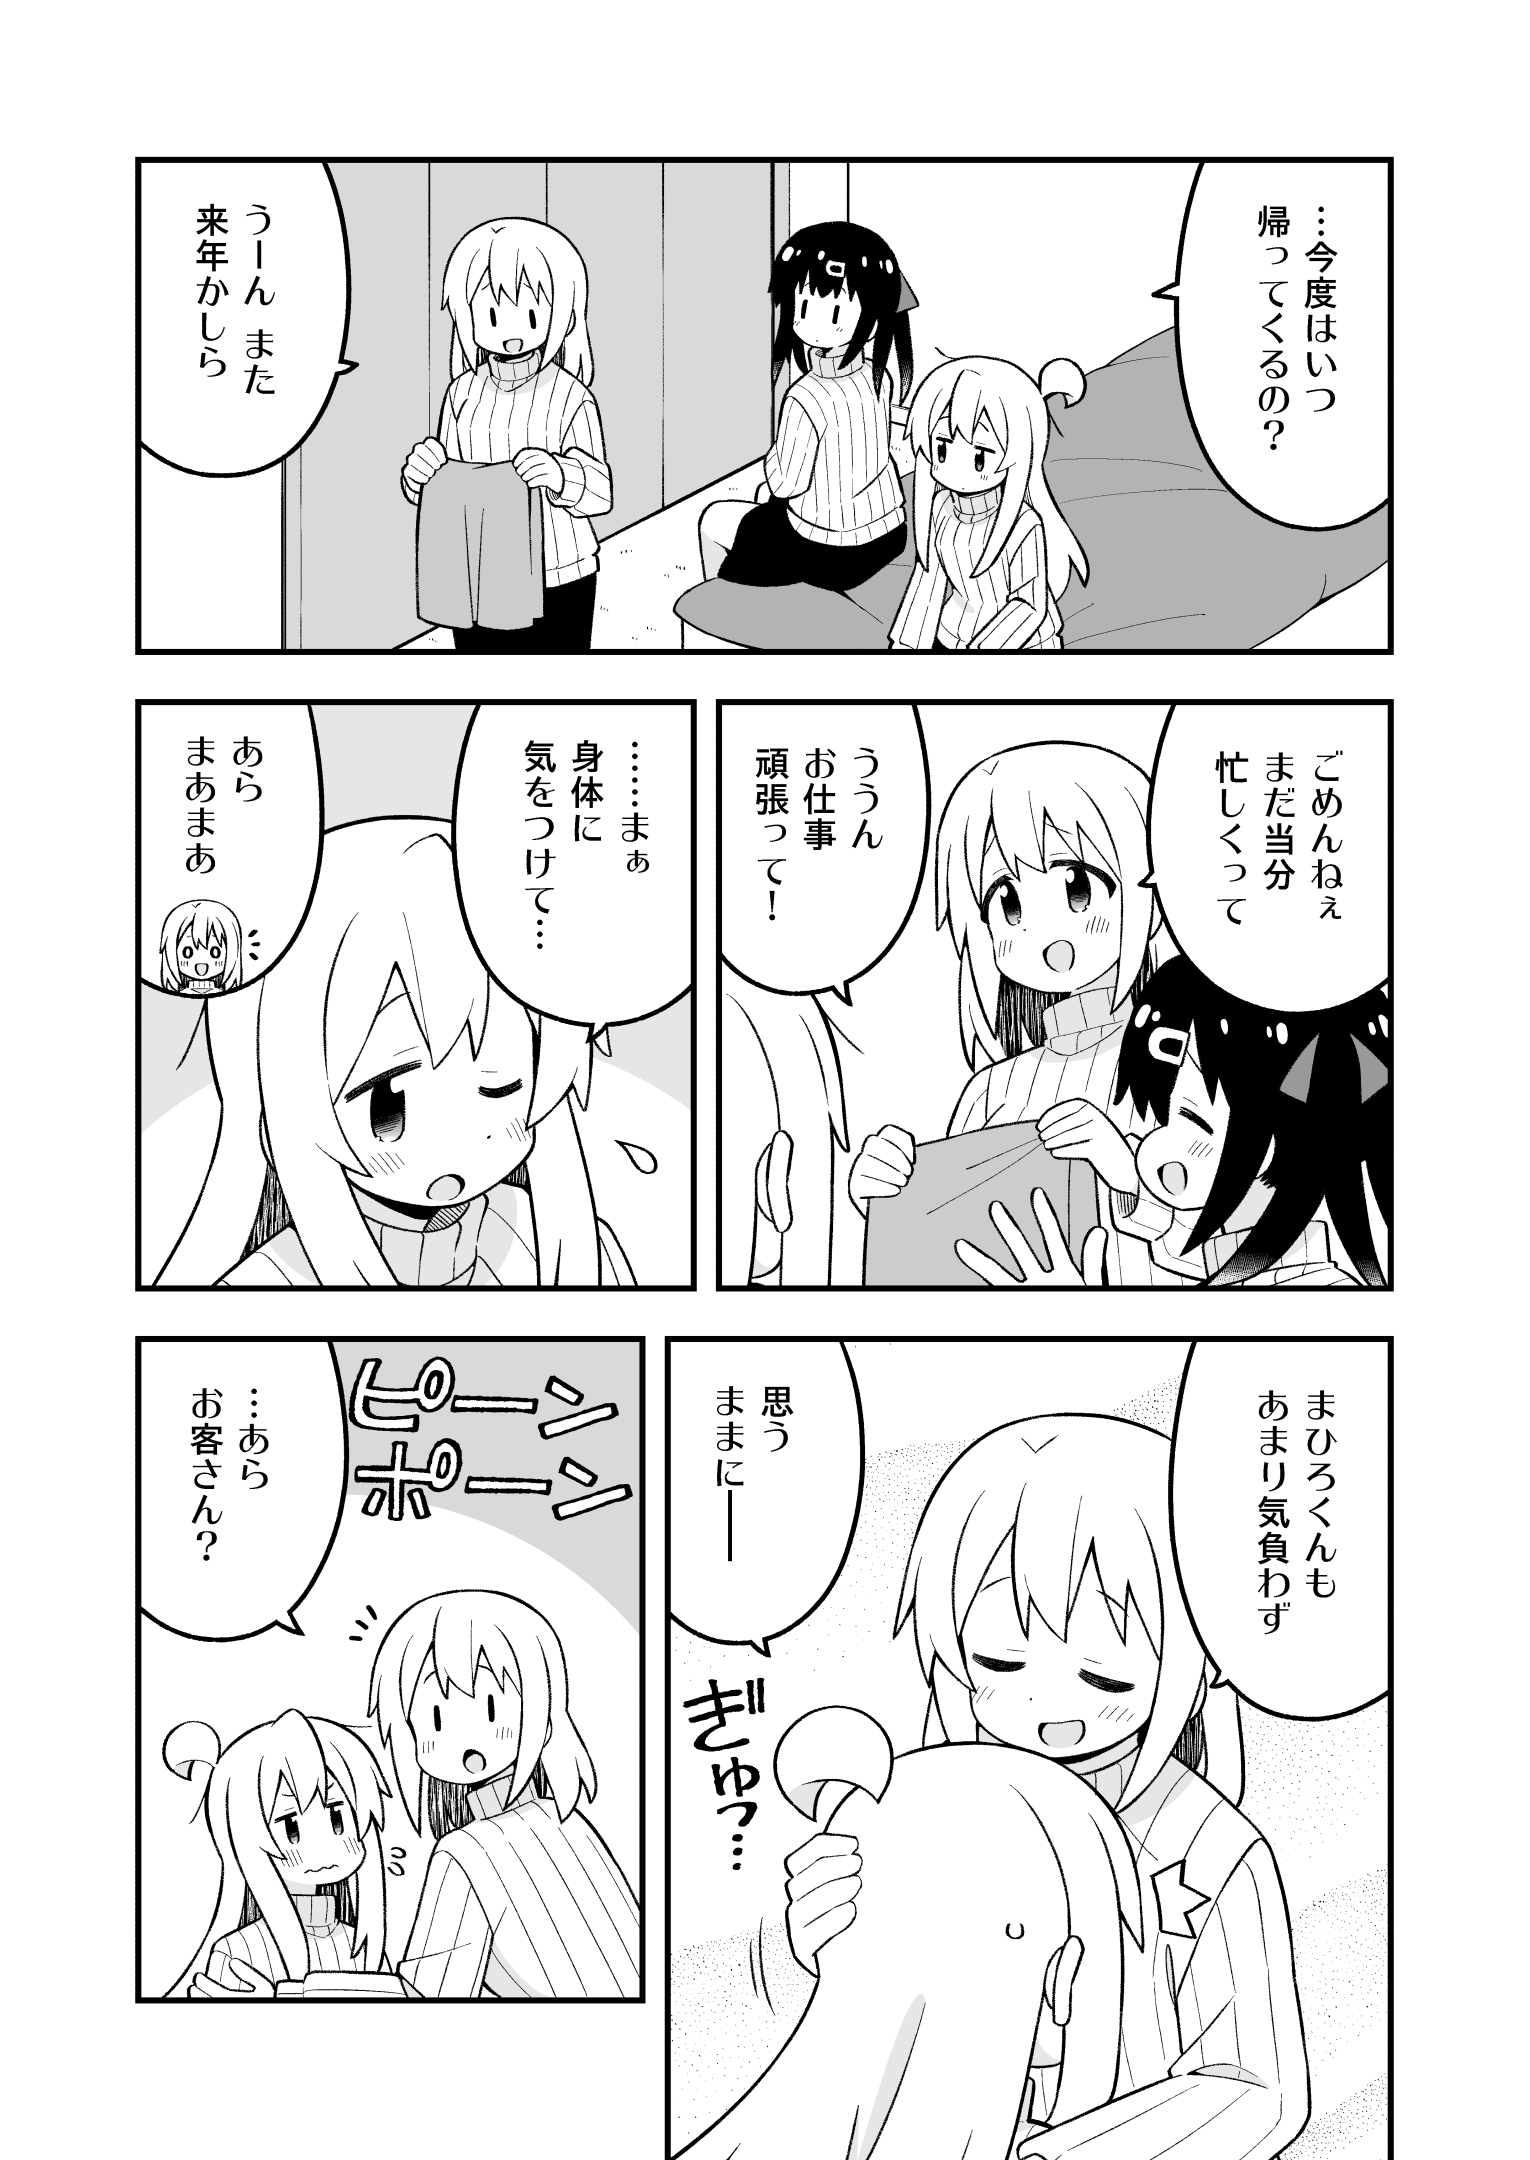 …今度はいつ
帰ってくるの？
うーん また
来年かしら
ごめんねぇ
まだ当分
忙しくって
ううん
お仕事
頑張って！
……まぁ
身体に
気をつけて…
あら
まあまあ
まひろくんも
あまり気負わず
思う
ままに──
ぎゅっ…
ピーン
ポーン
…あら
お客さん？